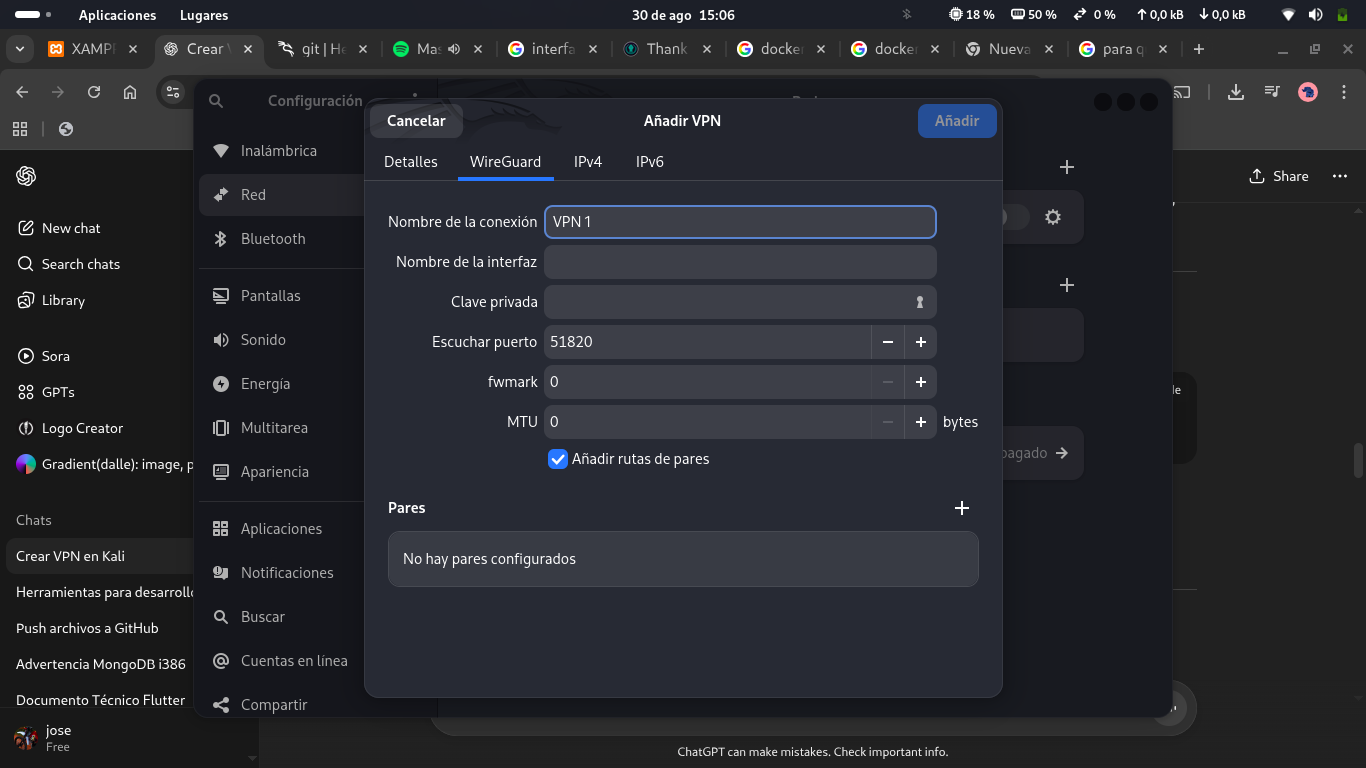 Aplicaciones Lugares 30 de ago 15:06 18 % 50 % 0 % 0,0 kB 0,0 kB
XAMPP Crear V git | He Mas interfa Thank docker docker Nueva para q
Configuración
Cancelar Añadir VPN Añadir
Detalles WireGuard IPv4 IPv6
Inalámbrica
Red
Bluetooth
Pantallas
Sonido
Energía
Multitarea
Apariencia
Aplicaciones
Notificaciones
Buscar
Cuentas en línea
Compartir
Nombre de la conexión VPN 1
Nombre de la interfaz
Clave privada
Escuchar puerto 51820
fwmark 0
MTU 0 bytes
Añadir rutas de pares
Pares
No hay pares configurados
Share
de
pagado
New chat
Search chats
Library
Sora
GPTs
Logo Creator
Gradient(dalle): image, p
Chats
Crear VPN en Kali
Herramientas para desarrollo
Push archivos a GitHub
Advertencia MongoDB i386
Documento Técnico Flutter
jose
Free
ChatGPT can make mistakes. Check important info.